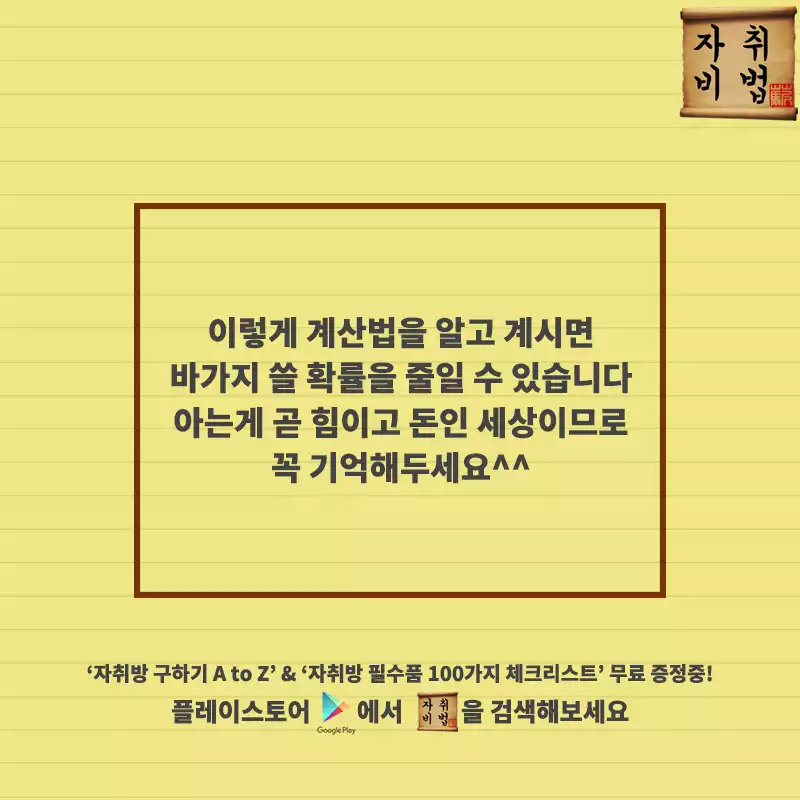 자취
비법
이렇게 계산법을 알고 계시면
바가지 쓸 확률을 줄일 수 있습니다
아는게 곧 힘이고 돈인 세상이므로
꼭 기억해두세요^^
‘자취방 구하기 A to Z’ & ‘자취방 필수품 100가지 체크리스트’ 무료 증정중!
플레이스토어 Google Play 에서 자취비법 을 검색해보세요